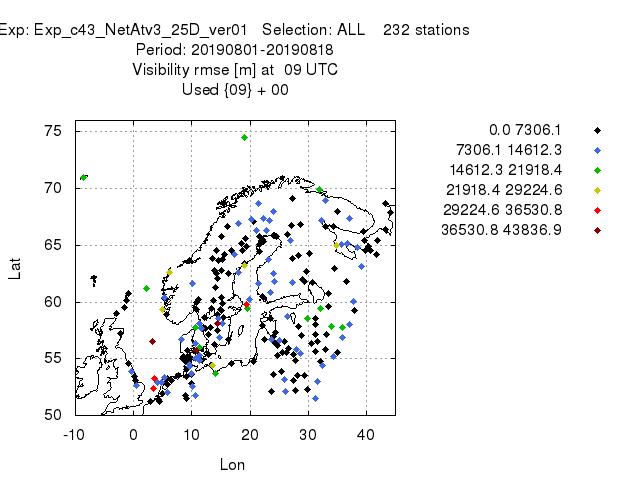 Exp: Exp_c43_NetAtv3_25D_ver01 Selection: ALL 232 stations
Period: 20190801-20190818
Visibility rmse [m] at 09 UTC
Used {09} + 00
0.0 7306.1
7306.1 14612.3
14612.3 21918.4
21918.4 29224.6
29224.6 36530.8
36530.8 43836.9
Lat
75
70
65
60
55
50
-10 0 10 20 30 40
Lon